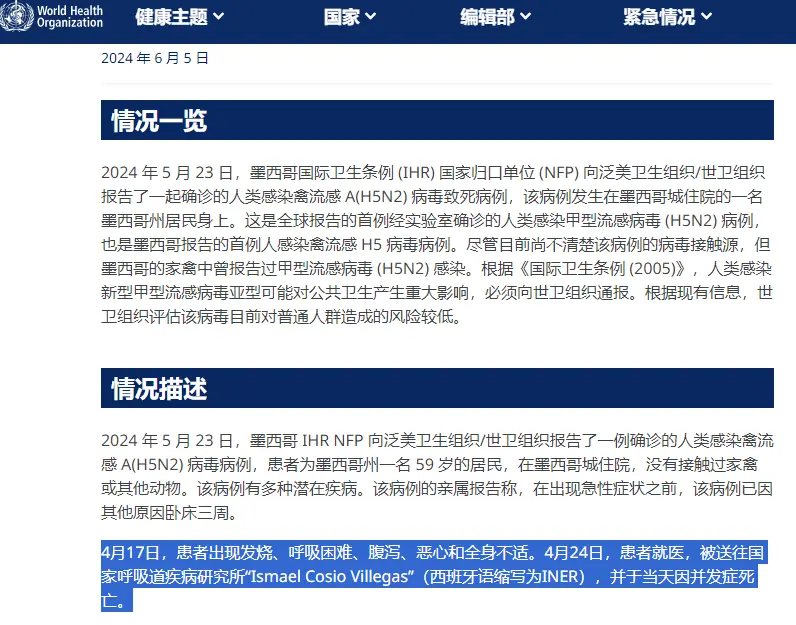 World Health
Organization
健康主题
国家
编辑部
紧急情况
2024 年 6 月 5 日
情况一览
2024 年 5 月 23 日，墨西哥国际卫生条例 (IHR) 国家归口单位 (NFP) 向泛美卫生组织/世卫组织
报告了一起确诊的人类感染禽流感 A(H5N2) 病毒致死病例，该病例发生在墨西哥城住院的一名
墨西哥州居民身上。这是全球报告的首例经实验室确诊的人类感染甲型流感病毒 (H5N2) 病例，
也是墨西哥报告的首例人感染禽流感 H5 病毒病例。尽管目前尚不清楚该病例的病毒接触源，但
墨西哥的家禽中曾报告过甲型流感病毒 (H5N2) 感染。根据《国际卫生条例 (2005)》，人类感染
新型甲型流感病毒亚型可能对公共卫生产生重大影响，必须向世卫组织通报。根据现有信息，世
卫组织评估该病毒目前对普通人群造成的风险较低。
情况描述
2024 年 5 月 23 日，墨西哥 IHR NFP 向泛美卫生组织/世卫组织报告了一例确诊的人类感染禽流
感 A(H5N2) 病毒病例，患者为墨西哥州一名 59 岁的居民，在墨西哥城住院，没有接触过家禽
或其他动物。该病例有多种潜在疾病。该病例的亲属报告称，在出现急性症状之前，该病例已因
其他原因卧床三周。
4月17日，患者出现发烧、呼吸困难、腹泻、恶心和全身不适。4月24日，患者就医，被送往国
家呼吸道疾病研究所“Ismael Cosio Villegas”（西班牙语缩写为INER），并于当天因并发症死
亡。